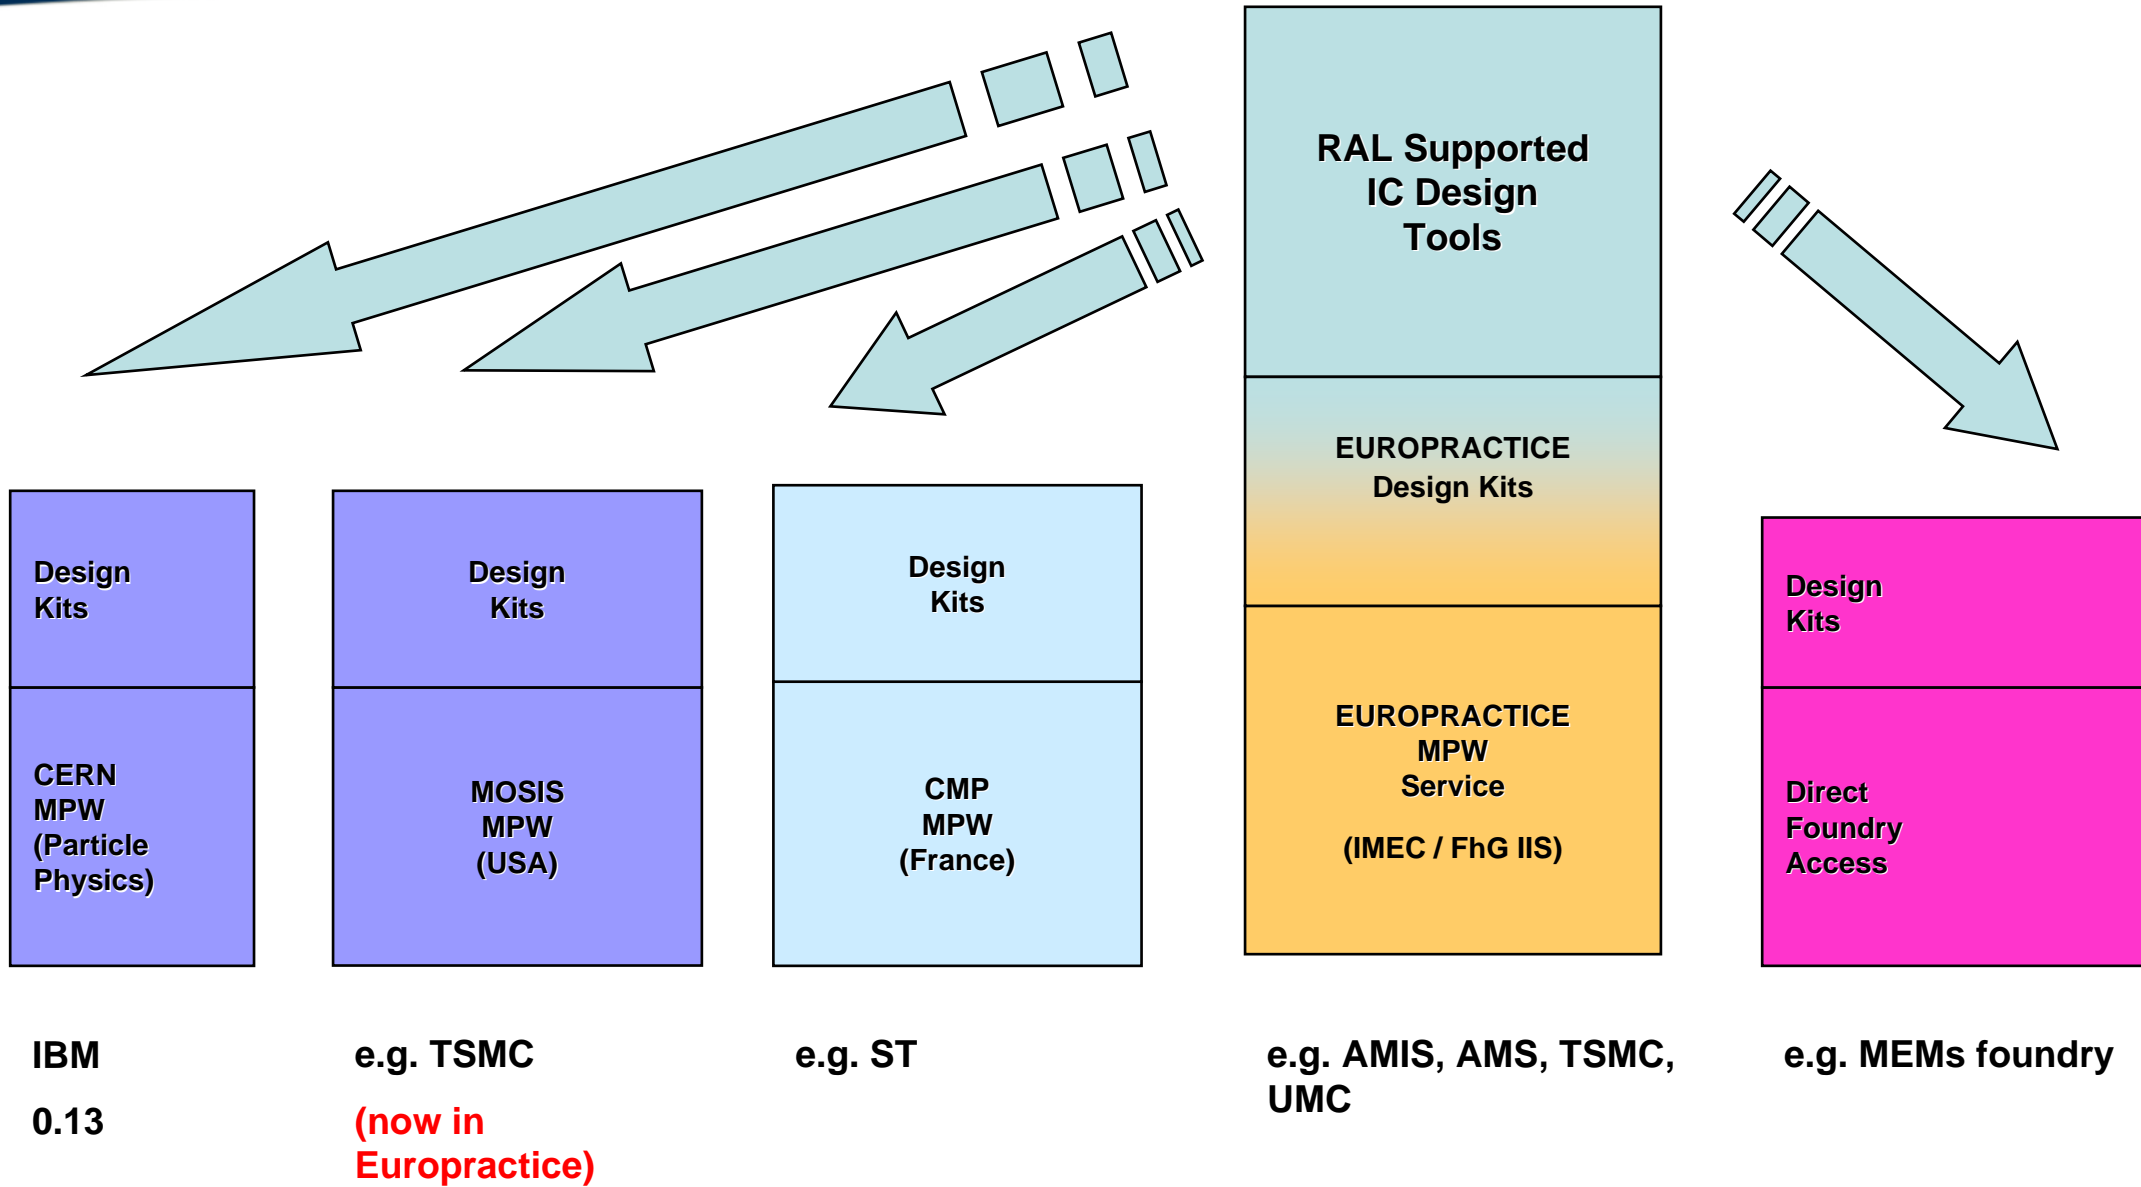 RAL Supported
IC Design
Tools
EUROPRACTICE
Design Kits
EUROPRACTICE
MPW
Service
(IMEC / FhG IIS)
Design
Kits
CERN
MPW
(Particle
Physics)
Design
Kits
MOSIS
MPW
(USA)
Design
Kits
CMP
MPW
(France)
Design
Kits
Direct
Foundry
Access
IBM
0.13
e.g. TSMC
(now in
Europractice)
e.g. ST
e.g. AMIS, AMS, TSMC,
UMC
e.g. MEMs foundry